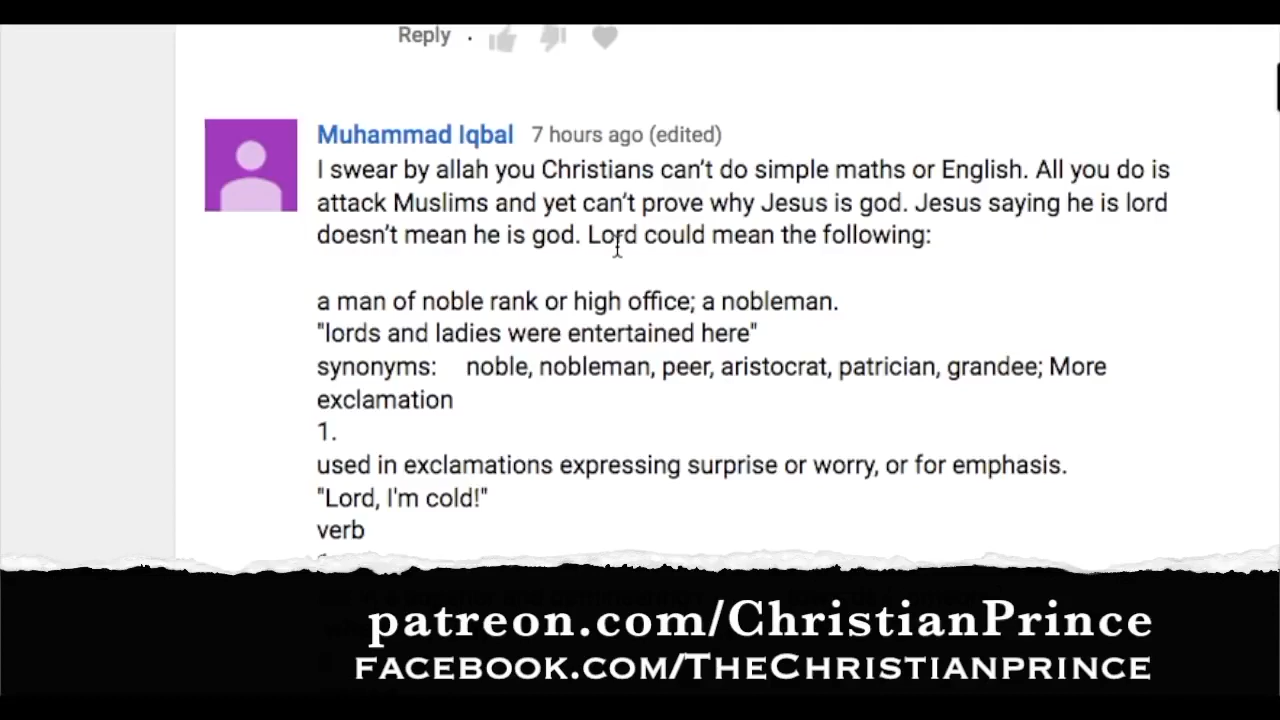 Reply ·
Muhammad Iqbal 7 hours ago (edited)
I swear by allah you Christians can't do simple maths or English. All you do is
attack Muslims and yet can't prove why Jesus is god. Jesus saying he is lord
doesn't mean he is god. Lord could mean the following:
a man of noble rank or high office; a nobleman.
"lords and ladies were entertained here"
synonyms: noble, nobleman, peer, aristocrat, patrician, grandee; More
exclamation
1.
used in exclamations expressing surprise or worry, or for emphasis.
"Lord, I'm cold!"
verb
patreon.com/ChristianPrince
FACEBOOK.COM/THECHRISTIANPRINCE